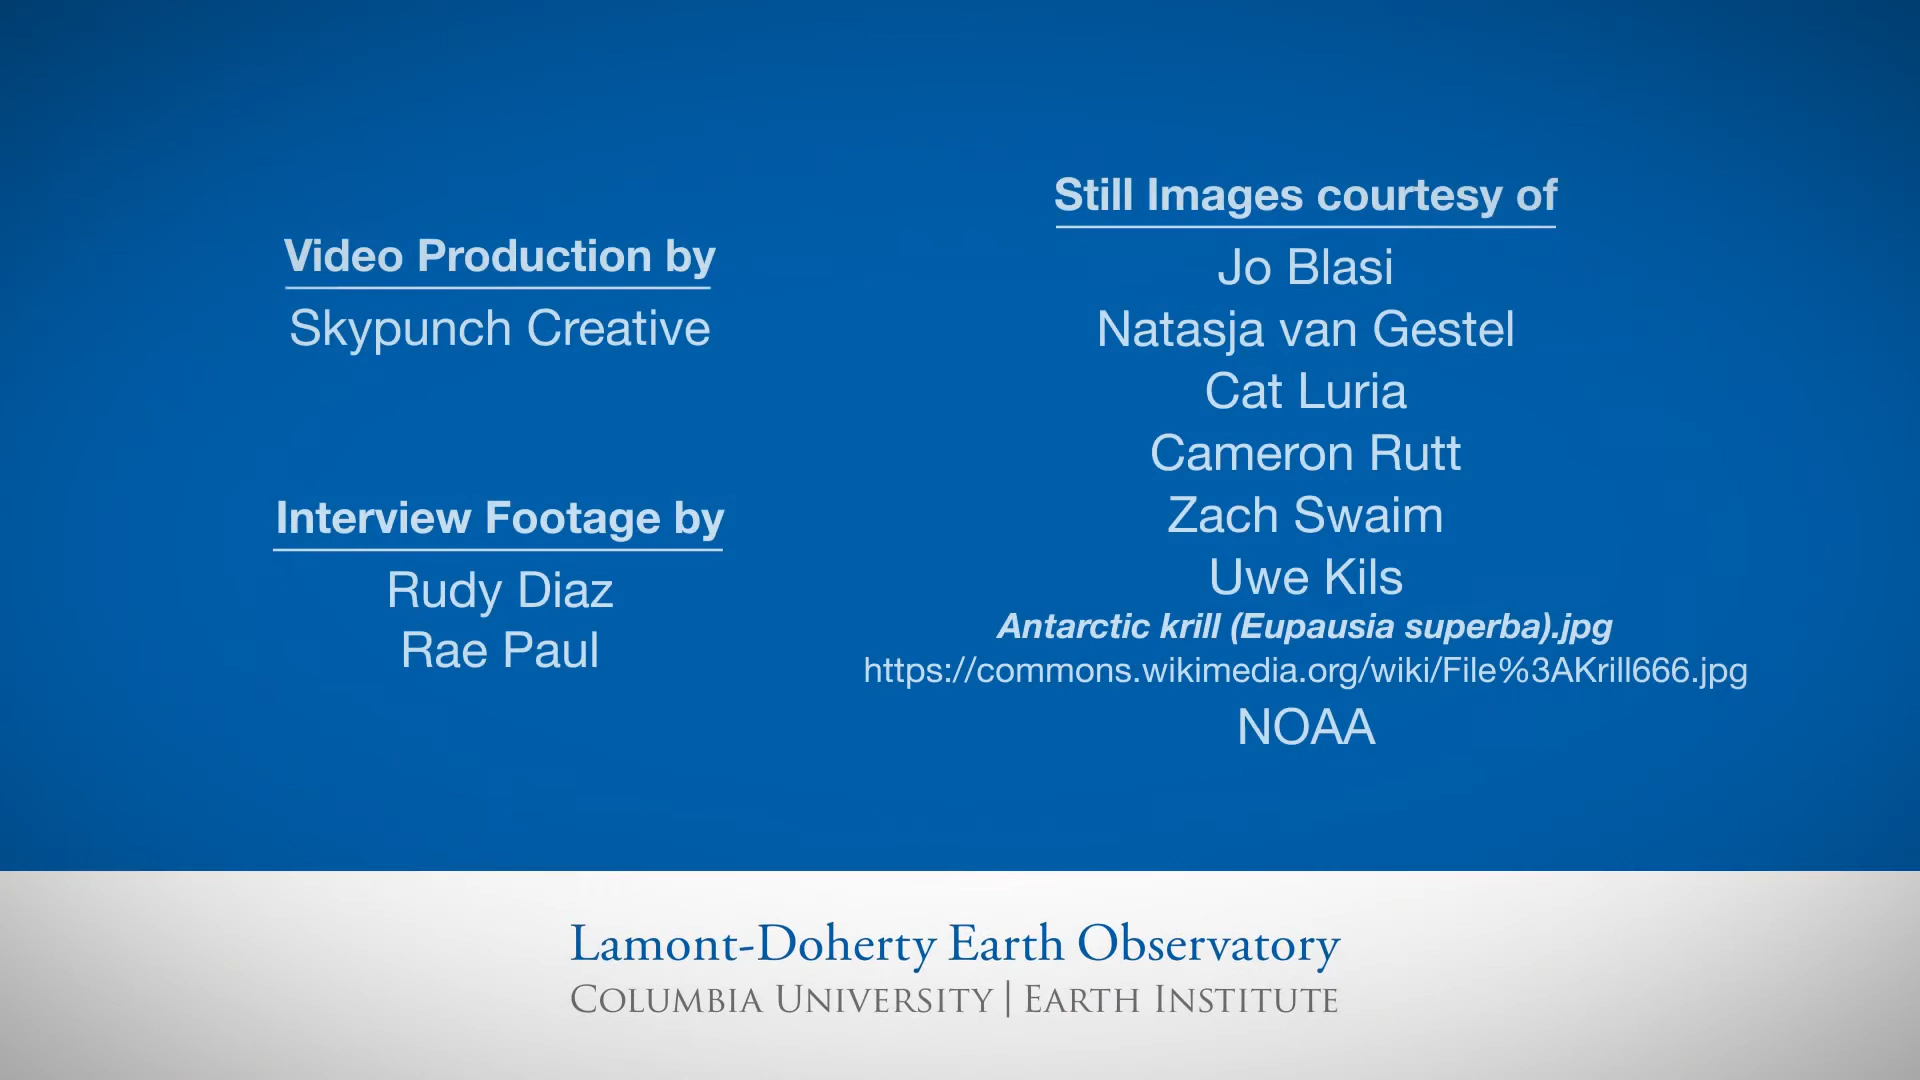 Video Production by
Skypunch Creative
Interview Footage by
Rudy Diaz
Rae Paul
Still Images courtesy of
Jo Blasi
Natasja van Gestel
Cat Luria
Cameron Rutt
Zach Swaim
Uwe Kils
Antarctic krill (Eupausia superba).jpg
https://commons.wikimedia.org/wiki/File%3AKrill666.jpg
NOAA
Lamont-Doherty Earth Observatory
Columbia University | Earth Institute